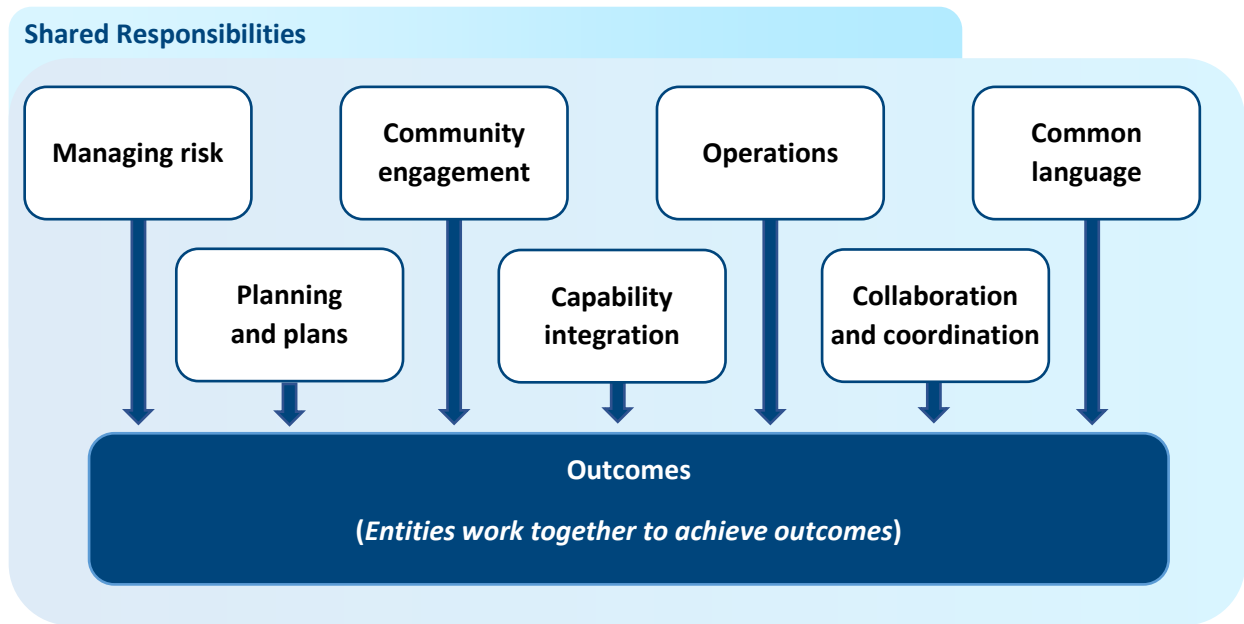 Shared Responsibilities
Managing risk
Community
engagement
Operations
Common
language
Planning
and plans
Capability
integration
Collaboration
and coordination
Outcomes
(Entities work together to achieve outcomes)